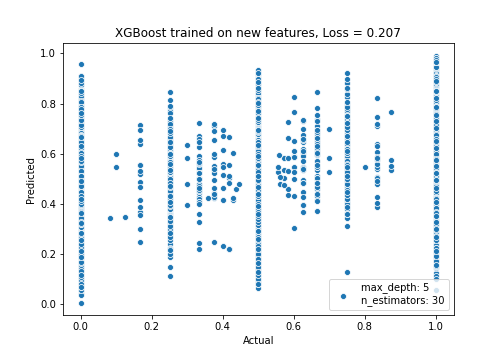 XGBoost trained on new features, Loss = 0.207
Predicted
1.0
0.8
0.6
0.4
0.2
0.0
max_depth: 5
n_estimators: 30
0.0 0.2 0.4 0.6 0.8 1.0
Actual